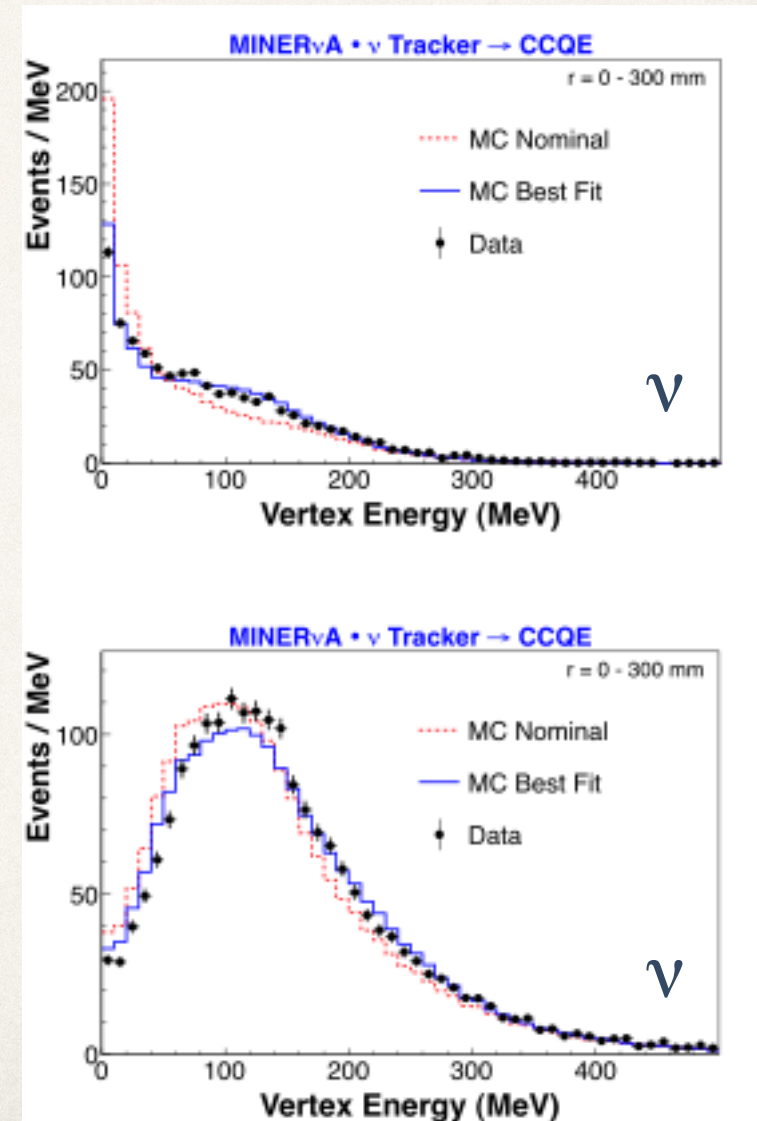 MINERνA • ν Tracker → CCQE
r = 0 - 300 mm
MC Nominal
MC Best Fit
Data
ν
Events / MeV
200
150
100
50
0
0 100 200 300 400
Vertex Energy (MeV)
MINERνA • ν Tracker → CCQE
r = 0 - 300 mm
MC Nominal
MC Best Fit
Data
ν
Events / MeV
100
50
0
0 100 200 300 400
Vertex Energy (MeV)